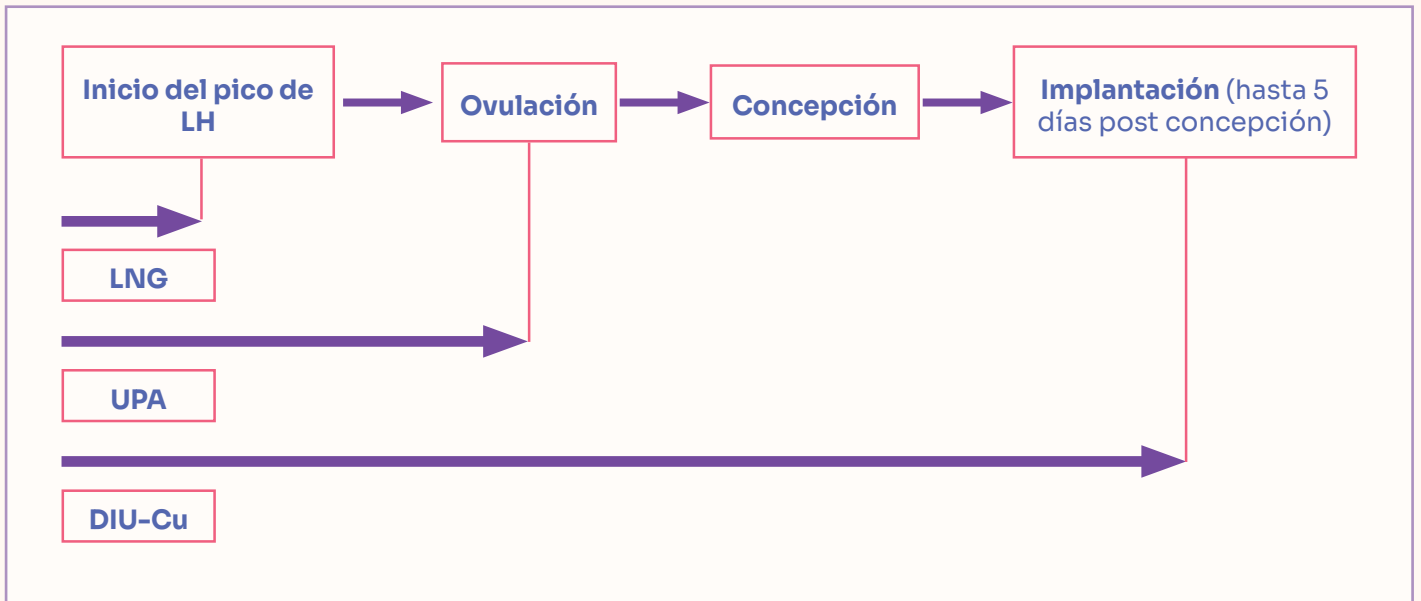 Inicio del pico de
LH
Ovulación
Concepción
Implantación (hasta 5
días post concepción)
LNG
UPA
DIU-Cu